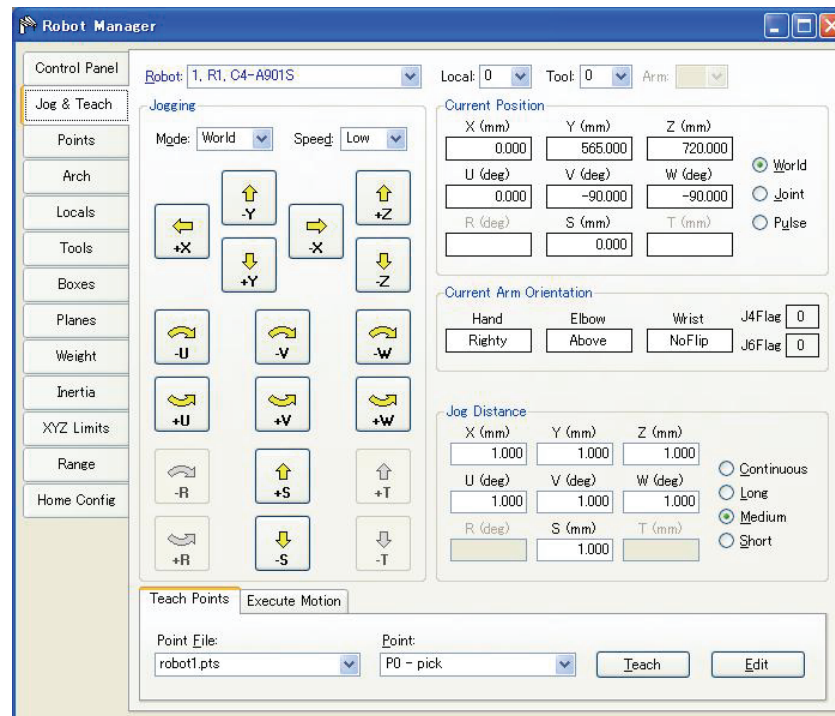 Robot Manager
Control Panel
Jog & Teach
Points
Arch
Locals
Tools
Boxes
Planes
Weight
Inertia
XYZ Limits
Range
Home Config
Robot: 1, R1, C4-A901S
Local: 0 Tool: 0 Arm:
Jogging
Mode: World Speed: Low
-Y +Z
+X -X
+Y -Z
-U -V -W
+U +V +W
-R +S +T
+R -S -T
Current Position
X (mm) Y (mm) Z (mm)
0.000 565.000 720.000
U (deg) V (deg) W (deg)
0.000 -90.000 -90.000
R (deg) S (mm) T (mm)
0.000
World
Joint
Pulse
Current Arm Orientation
Hand Elbow Wrist J4Flag 0
Righty Above NoFlip J6Flag 0
Jog Distance
X (mm) Y (mm) Z (mm)
1.000 1.000 1.000
U (deg) V (deg) W (deg)
1.000 1.000 1.000
R (deg) S (mm) T (mm)
1.000
Continuous
Long
Medium
Short
Teach Points Execute Motion
Point File: Point:
robot1.pts P0 - pick Teach Edit